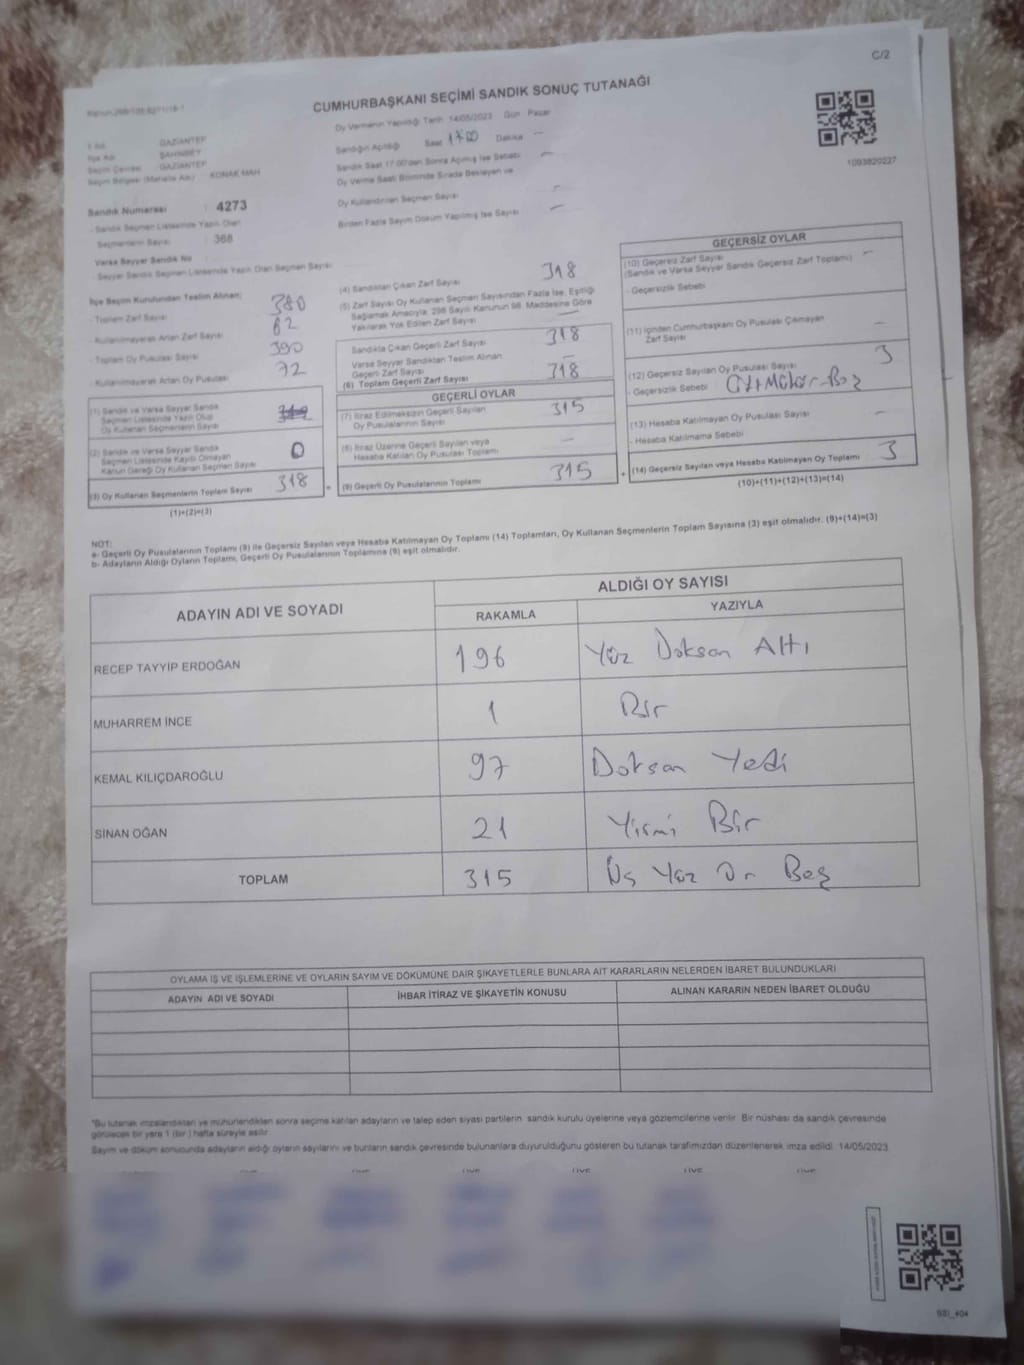 C/2
CUMHURBAŞKANI SEÇİMİ SANDIK SONUÇ TUTANAĞI
İl Adı GAZİANTEP
İlçe Adı ŞAHİNBEY
Seçim Çevresi GAZİANTEP
Seçim Bölgesi (Mahalle Adı) KONAK MAH
Sandık Numarası : 4273
- Sandık Seçmen Listesinde Yazılı Olan
Seçmenlerin Sayısı : 368
Varsa Seyyar Sandık No
- Seyyar Sandık Seçmen Listesinde Yazılı Olan Seçmen Sayısı
Oy Vermenin Yapıldığı Tarih 14/05/2023 Gün Pazar
Sandığın Açıldığı Saat 17 00 Dakika —
Sandık Saat 17:00'den Sonra Açılmış İse Sebebi —
Oy Verme Saati Bitiminde Sırada Bekleyen ve
Oy Kullandırılan Seçmen Sayısı —
Birden Fazla Sayım Döküm Yapılmış İse Sayısı —
1093820227
İlçe Seçim Kurulundan Teslim Alınan;
- Toplam Zarf Sayısı 380
- Kullanılmayarak Artan Zarf Sayısı 62
- Toplam Oy Pusulası Sayısı 390
- Kullanılmayarak Artan Oy Pusulası 72
(1) Sandık ve Varsa Seyyar Sandık
Seçmen Listesinde Yazılı Olup
Oy Kullanan Seçmenlerin Sayısı
(2) Sandık ve Varsa Seyyar Sandık
Seçmen Listesinde Kayıtlı Olmayan
Kanun Gereği Oy Kullanan Seçmen Sayısı 0
(3) Oy Kullanan Seçmenlerin Toplam Sayısı 318
(1)+(2)=(3)
(4) Sandıktan Çıkan Zarf Sayısı 318
(5) Zarf Sayısı Oy Kullanan Seçmen Sayısından Fazla İse, Eşitliği
Sağlamak Amacıyla, 298 Sayılı Kanunun 98. Maddesine Göre
Yakılarak Yok Edilen Zarf Sayısı —
Sandıkta Çıkan Geçerli Zarf Sayısı 318
Varsa Seyyar Sandıktan Teslim Alınan
Geçerli Zarf Sayısı —
(6) Toplam Geçerli Zarf Sayısı 318
GEÇERLİ OYLAR
(7) İtiraz Edilmeksizin Geçerli Sayılan
Oy Pusulalarının Sayısı 315
(8) İtiraz Üzerine Geçerli Sayılan veya
Hesaba Katılan Oy Pusulası Toplamı —
(9) Geçerli Oy Pusulalarının Toplamı 315
GEÇERSİZ OYLAR
(10) Geçersiz Zarf Sayısı
(Sandık ve Varsa Seyyar Sandık Geçersiz Zarf Toplamı) —
- Geçersizlik Sebebi
(11) İçinden Cumhurbaşkanı Oy Pusulası Çıkmayan
Zarf Sayısı —
(12) Geçersiz Sayılan Oy Pusulası Sayısı 3
- Geçersizlik Sebebi
(13) Hesaba Katılmayan Oy Pusulası Sayısı —
- Hesaba Katılmama Sebebi
(14) Geçersiz Sayılan veya Hesaba Katılmayan Oy Toplamı 3
(10)+(11)+(12)+(13)=(14)
NOT:
a- Geçerli Oy Pusulalarının Toplamı (9) ile Geçersiz Sayılan veya Hesaba Katılmayan Oy Toplamı (14) Toplamları, Oy Kullanan Seçmenlerin Toplam Sayısına (3) eşit olmalıdır. (9)+(14)=(3)
b- Adayların Aldığı Oyların Toplamı, Geçerli Oy Pusulalarının Toplamına (9) eşit olmalıdır.
ADAYIN ADI VE SOYADI
ALDIĞI OY SAYISI
RAKAMLA YAZIYLA
RECEP TAYYİP ERDOĞAN 196 Yüz Doksan Altı
MUHARREM İNCE 1 Bir
KEMAL KILIÇDAROĞLU 97 Doksan Yedi
SİNAN OĞAN 21 Yirmi Bir
TOPLAM 315 Üç Yüz On Beş
OYLAMA İŞ VE İŞLEMLERİNE VE OYLARIN SAYIM VE DÖKÜMÜNE DAİR ŞİKAYETLERLE BUNLARA AİT KARARLARIN NELERDEN İBARET BULUNDUKLARI
ADAYIN ADI VE SOYADI İHBAR İTİRAZ VE ŞİKAYETİN KONUSU ALINAN KARARIN NEDEN İBARET OLDUĞU
*Bu tutanak imzalandıktan ve mühürlendikten sonra seçime katılan adayların ve talep eden siyasi partilerin sandık kurulu üyelerine veya gözlemcilerine verilir. Bir nüshası da sandık çevresinde
görülecek bir yere 1 (bir) hafta süreyle asılır.
Sayım ve döküm sonucunda adayların aldığı oyların sayılarını ve bunların sandık çevresinde bulunanlara duyurulduğunu gösteren bu tutanak tarafımızdan düzenlenerek imza edildi. 14/05/2023